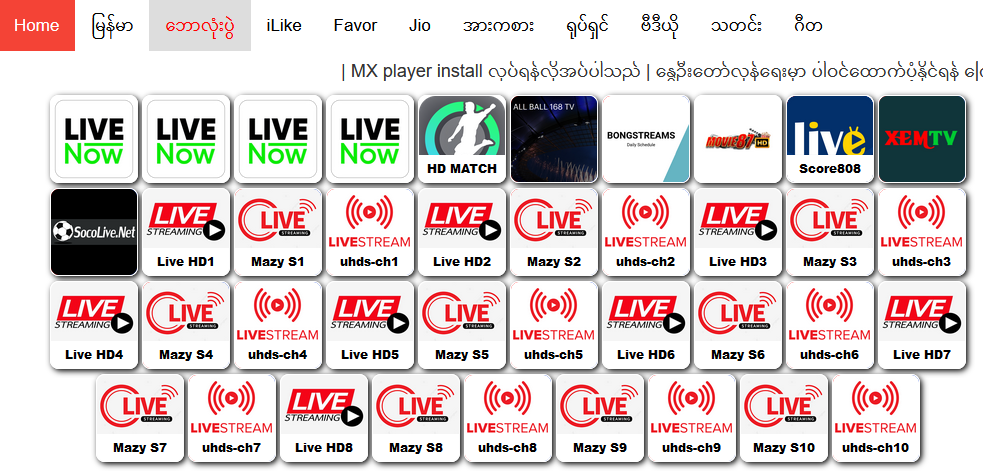 Home မြန်မာ ဘောလုံးပွဲ iLike Favor Jio အားကစား ရုပ်ရှင် ဗီဒီယို သတင်း ဂီတ
| MX player install လုပ်ရန်လိုအပ်ပါသည် | နွေဦးတော်လှန်ရေးမှာ ပါဝင်ထောက်ပံ့နိုင်ရန်
LIVE Now LIVE Now LIVE Now LIVE Now HD MATCH ALL BALL 168 TV BONGSTREAMS Daily Schedule MOVIE87 HD live Score808 XEMTV
SocoLive.Net LIVE STREAMING Live HD1 LIVE STREAMING Mazy S1 LIVESTREAM uhds-ch1 LIVE STREAMING Live HD2 LIVE STREAMING Mazy S2 LIVESTREAM uhds-ch2 LIVE STREAMING Live HD3 LIVE STREAMING Mazy S3 LIVESTREAM uhds-ch3
LIVE STREAMING Live HD4 LIVE STREAMING Mazy S4 LIVESTREAM uhds-ch4 LIVE STREAMING Live HD5 LIVE STREAMING Mazy S5 LIVESTREAM uhds-ch5 LIVE STREAMING Live HD6 LIVE STREAMING Mazy S6 LIVESTREAM uhds-ch6 LIVE STREAMING Live HD7
LIVE STREAMING Mazy S7 LIVESTREAM uhds-ch7 LIVE STREAMING Live HD8 LIVE STREAMING Mazy S8 LIVESTREAM uhds-ch8 LIVE STREAMING Mazy S9 LIVESTREAM uhds-ch9 LIVE STREAMING Mazy S10 LIVESTREAM uhds-ch10